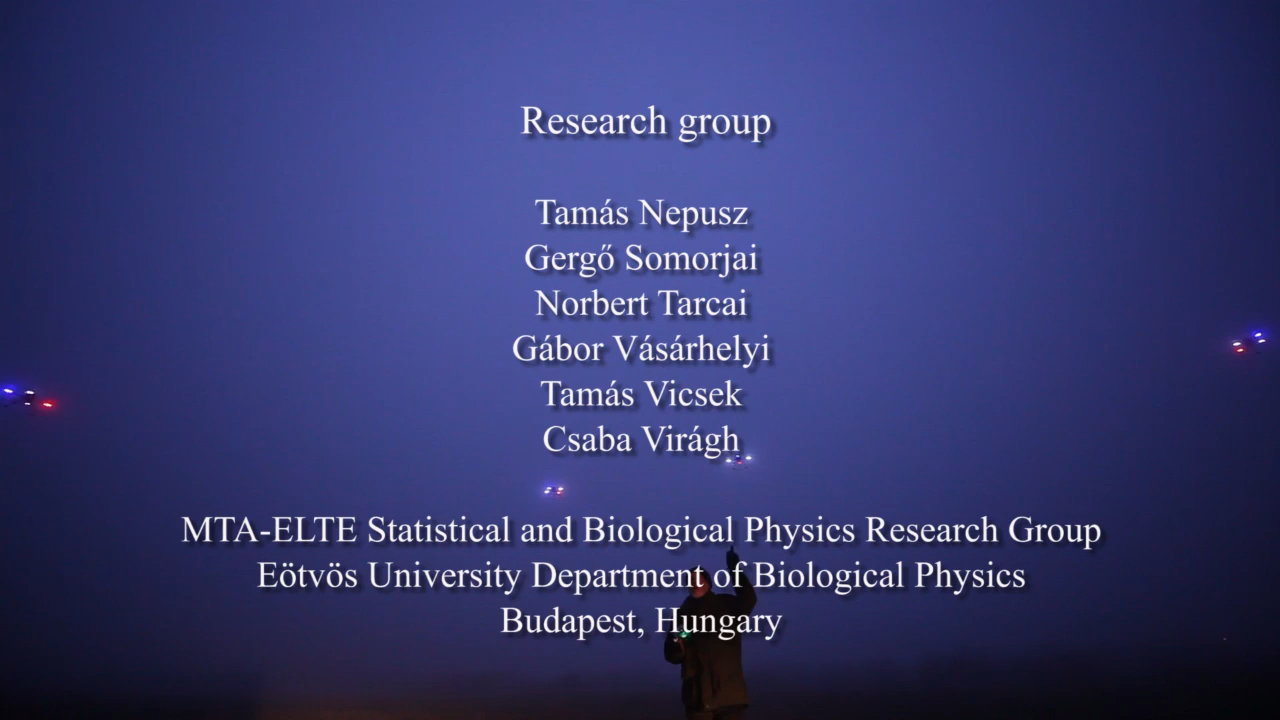 Research group
Tamás Nepusz
Gergő Somorjai
Norbert Tarcai
Gábor Vásárhelyi
Tamás Vicsek
Csaba Virágh
MTA-ELTE Statistical and Biological Physics Research Group
Eötvös University Department of Biological Physics
Budapest, Hungary